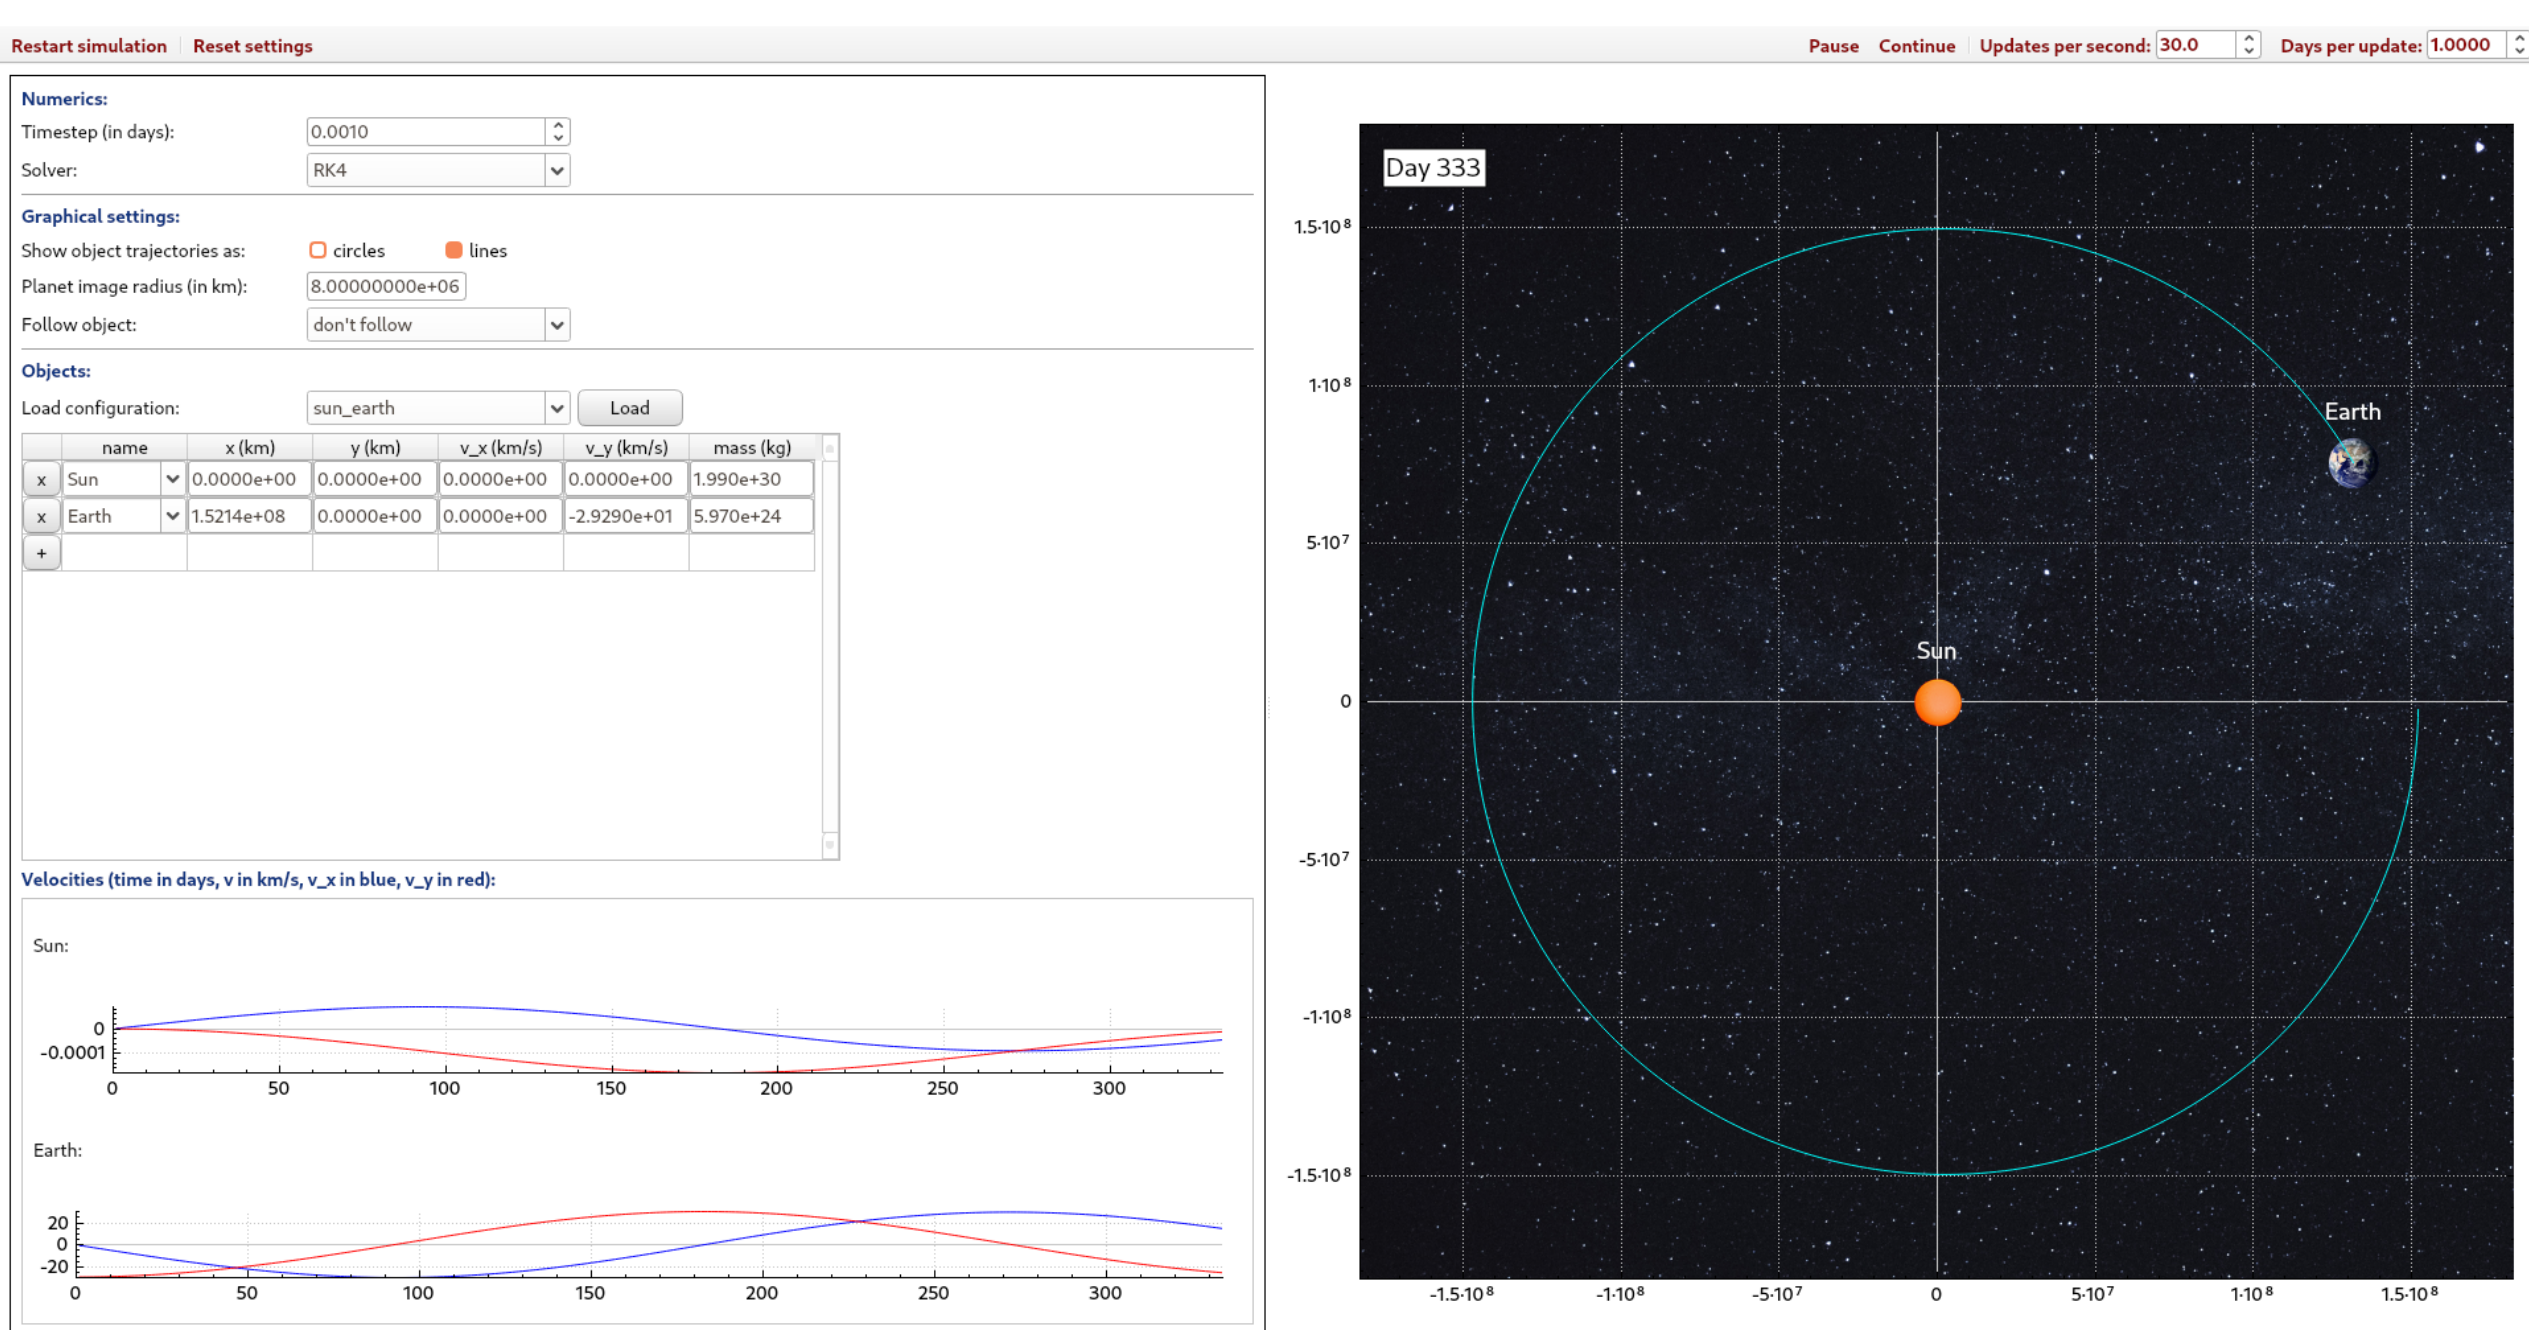 Restart simulation Reset settings Pause Continue Updates per second: 30.0 Days per update: 1.0000
Numerics:
Timestep (in days): 0.0010
Solver: RK4
Graphical settings:
Show object trajectories as: circles lines
Planet image radius (in km): 8.00000000e+06
Follow object: don't follow
Objects:
Load configuration: sun_earth Load
name x (km) y (km) v_x (km/s) v_y (km/s) mass (kg)
x Sun 0.0000e+00 0.0000e+00 0.0000e+00 0.0000e+00 1.990e+30
x Earth 1.5214e+08 0.0000e+00 0.0000e+00 -2.9290e+01 5.970e+24
+
Velocities (time in days, v in km/s, v_x in blue, v_y in red):
Sun:
0
-0.0001
0 50 100 150 200 250 300
Earth:
20
0
-20
0 50 100 150 200 250 300
Day 333
1.5·10⁸
1·10⁸
Earth
5·10⁷
Sun
0
-5·10⁷
-1·10⁸
-1.5·10⁸
-1.5·10⁸ -1·10⁸ -5·10⁷ 0 5·10⁷ 1·10⁸ 1.5·10⁸